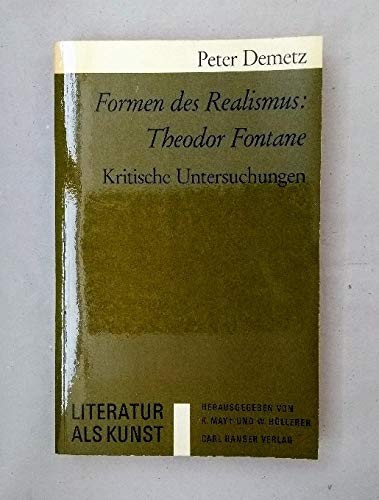 Peter Demetz
Formen des Realismus:
Theodor Fontane
Kritische Untersuchungen
LITERATUR
ALS KUNST
HERAUSGEGEBEN VON
K. MAY† UND W. HÖLLERER
CARL HANSER VERLAG